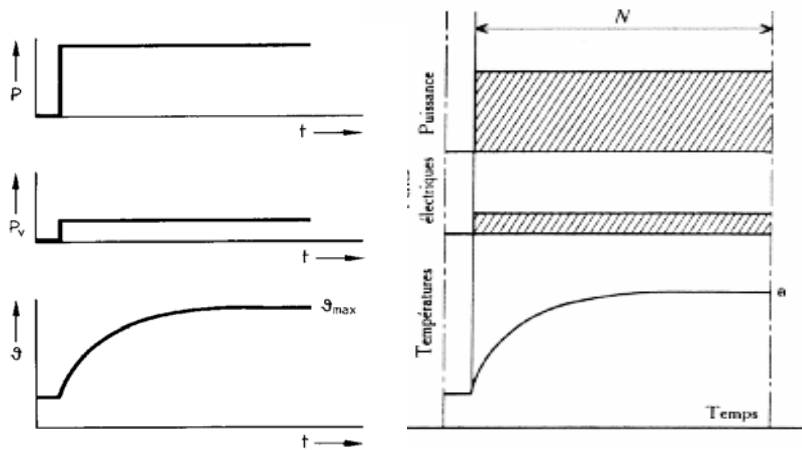 P
t
Pv
t
ϑ
ϑmax
t
N
Puissance
électriques
Températures
a
Temps